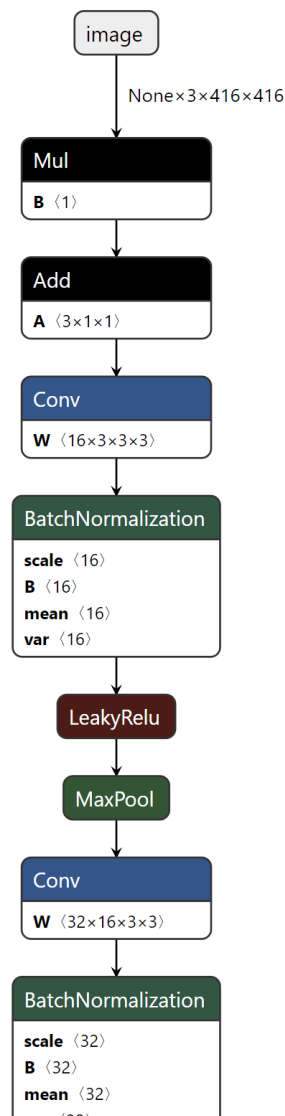 image
None×3×416×416
Mul
B 〈1〉
Add
A 〈3×1×1〉
Conv
W 〈16×3×3×3〉
BatchNormalization
scale 〈16〉
B 〈16〉
mean 〈16〉
var 〈16〉
LeakyRelu
MaxPool
Conv
W 〈32×16×3×3〉
BatchNormalization
scale 〈32〉
B 〈32〉
mean 〈32〉